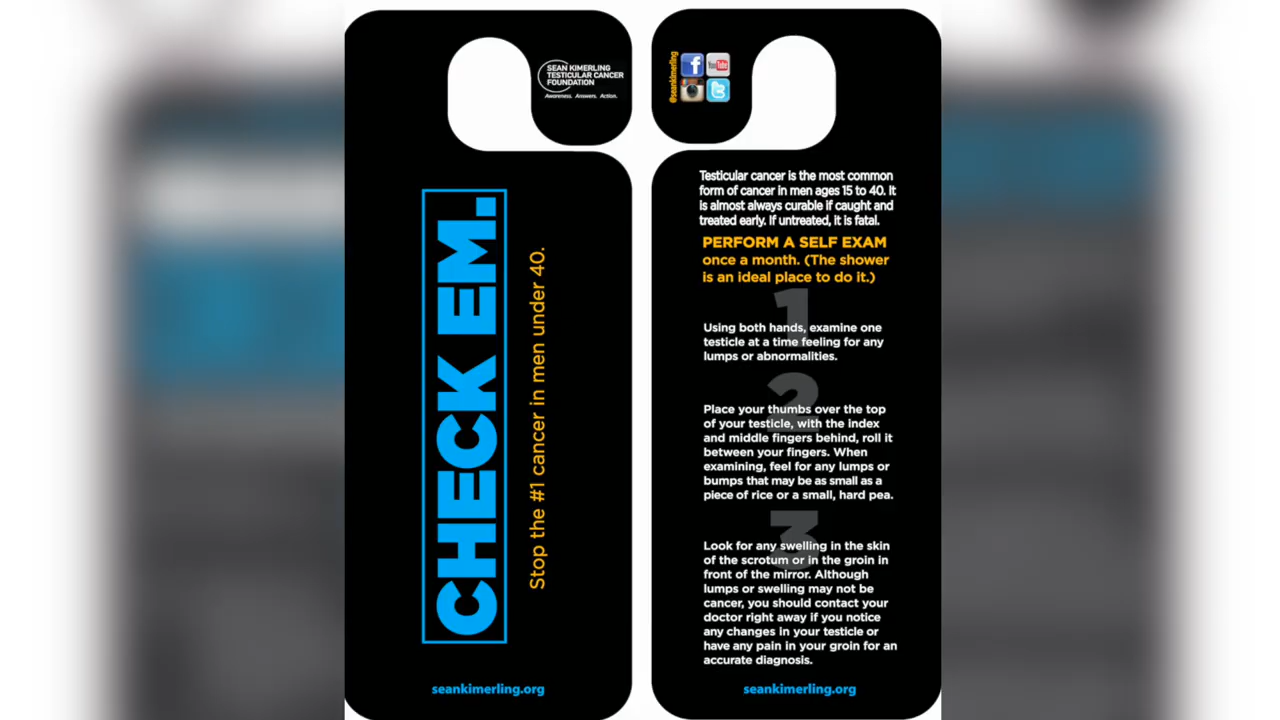 SEAN KIMERLING
TESTICULAR CANCER
FOUNDATION
Awareness. Answers. Action.
CHECK EM.
Stop the #1 cancer in men under 40.
seankimerling.org
@seankimerling
f
You Tube
Testicular cancer is the most common
form of cancer in men ages 15 to 40. It
is almost always curable if caught and
treated early. If untreated, it is fatal.
PERFORM A SELF EXAM
once a month. (The shower
is an ideal place to do it.)
1
Using both hands, examine one
testicle at a time feeling for any
lumps or abnormalities.
2
Place your thumbs over the top
of your testicle, with the index
and middle fingers behind, roll it
between your fingers. When
examining, feel for any lumps or
bumps that may be as small as a
piece of rice or a small, hard pea.
3
Look for any swelling in the skin
of the scrotum or in the groin in
front of the mirror. Although
lumps or swelling may not be
cancer, you should contact your
doctor right away if you notice
any changes in your testicle or
have any pain in your groin for an
accurate diagnosis.
seankimerling.org